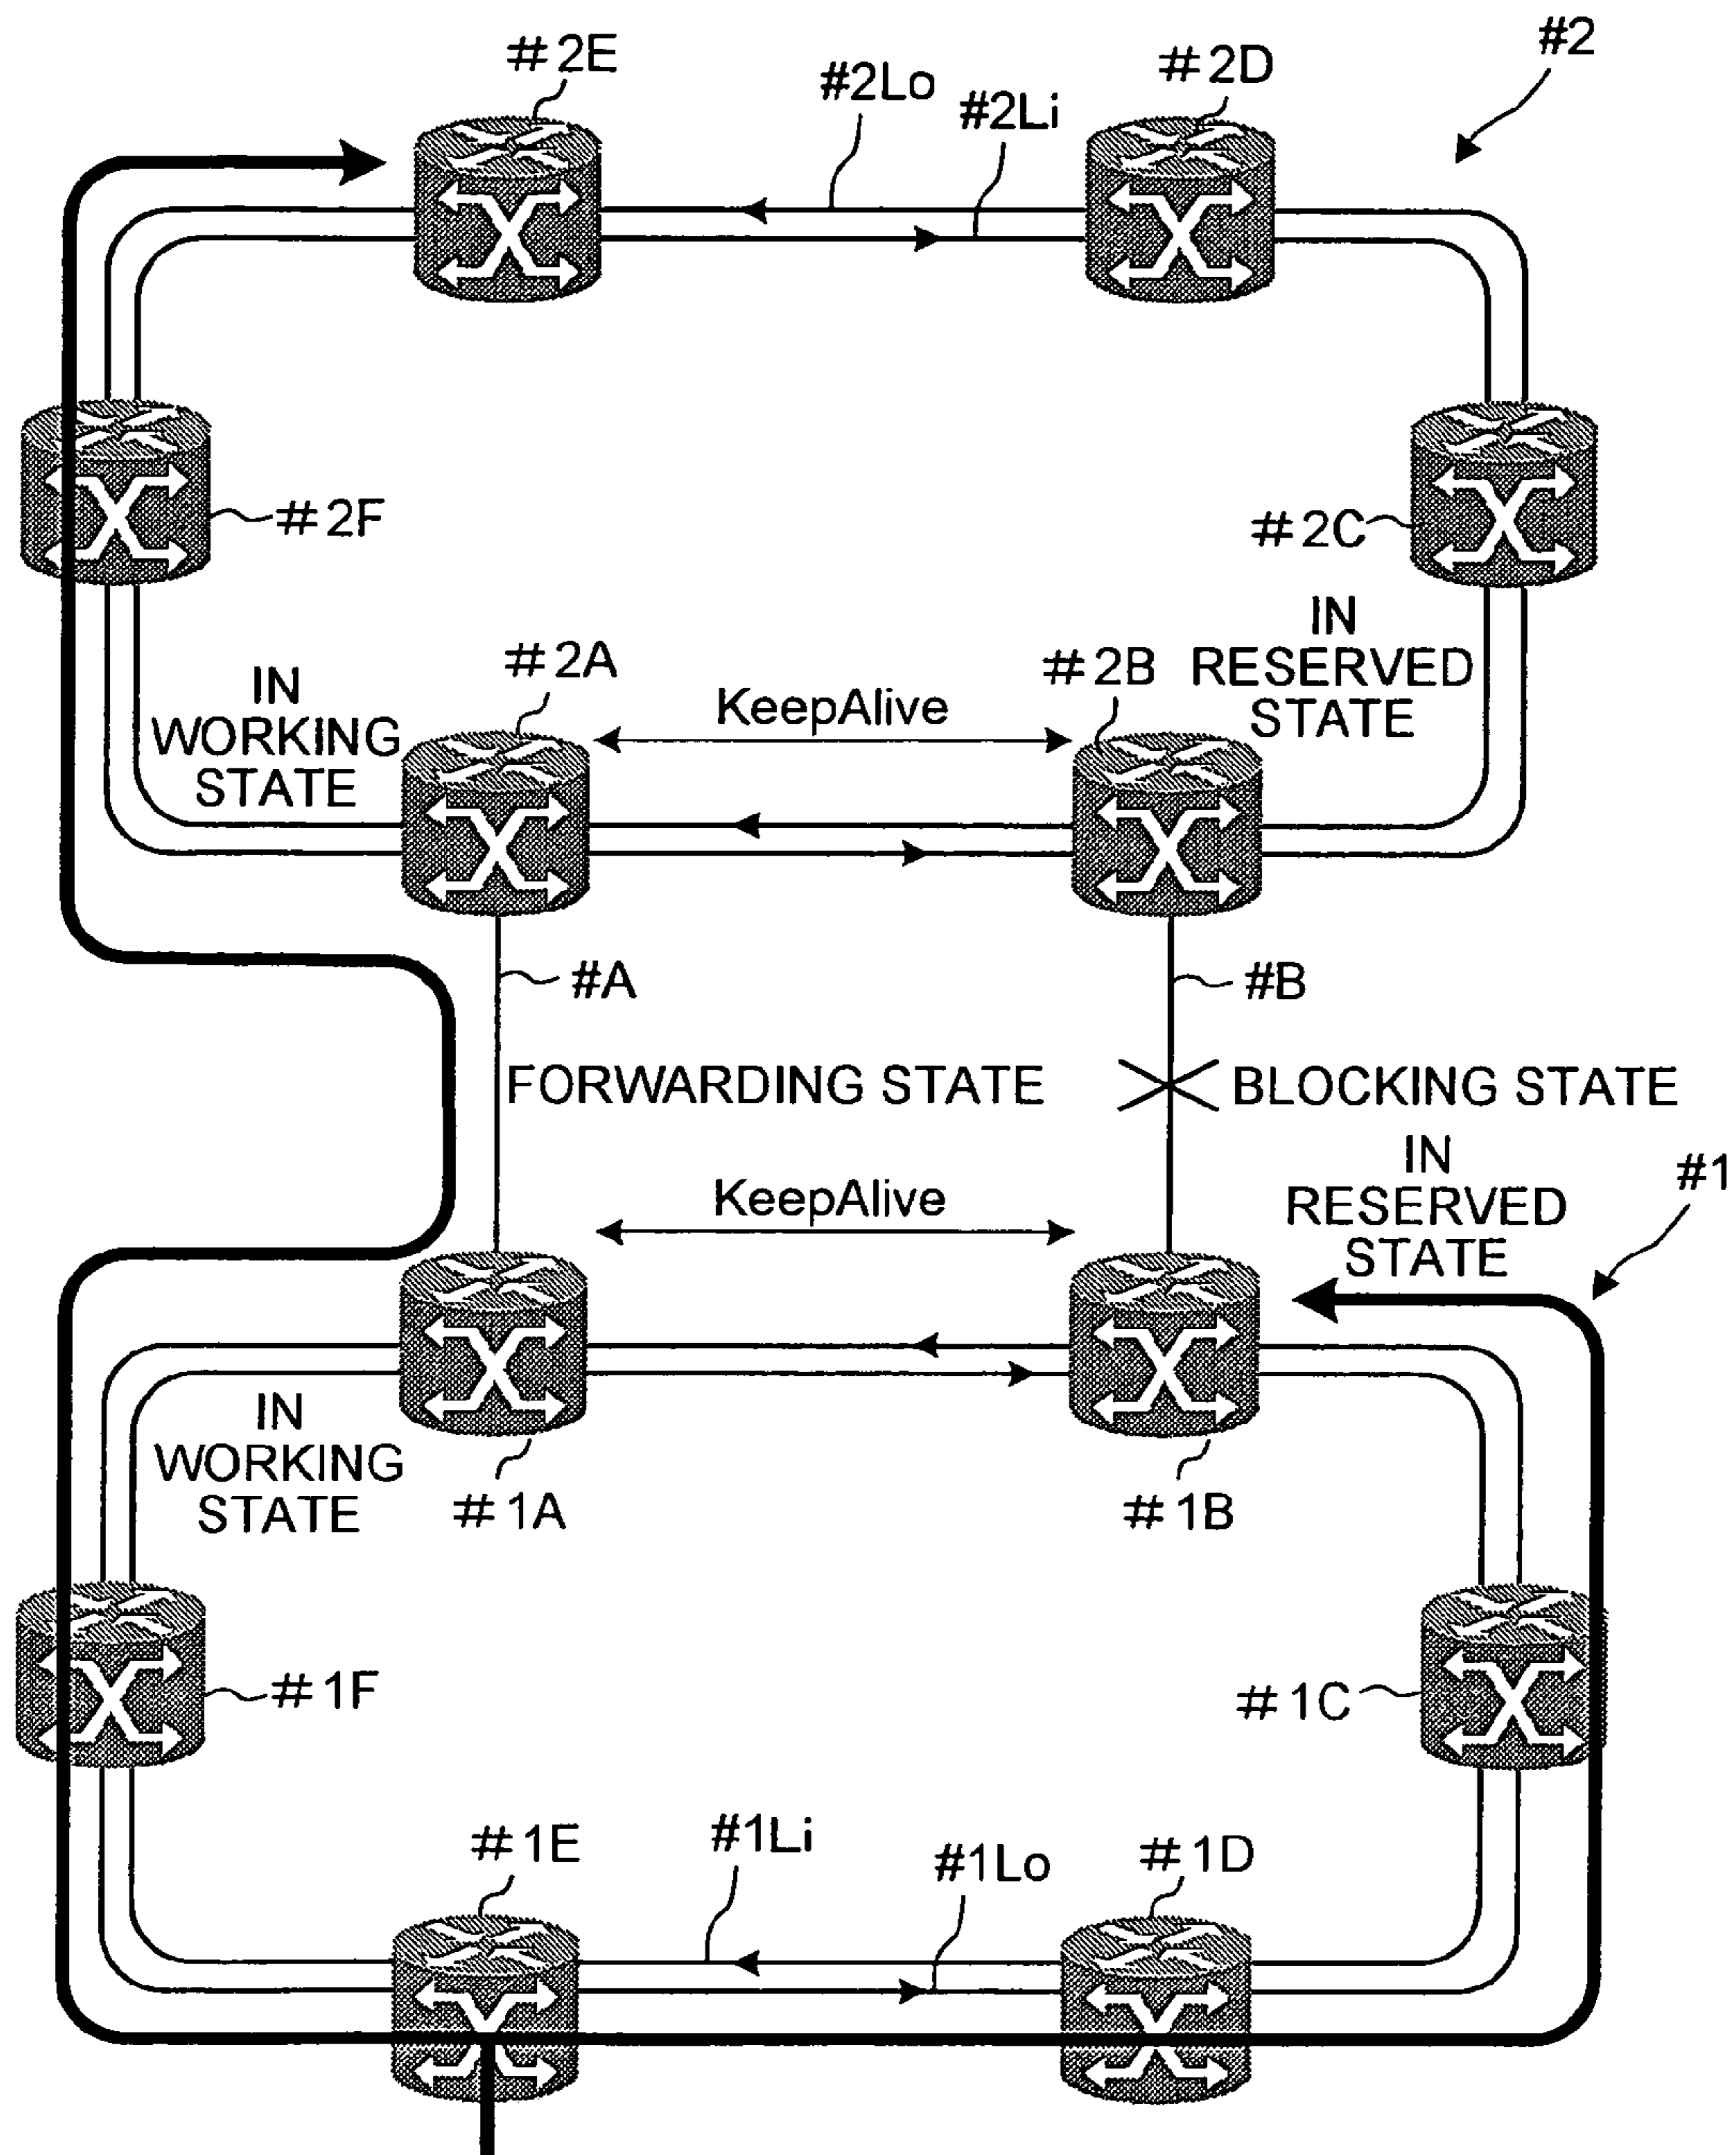 #2
# 2E
#2Lo
# 2D
#2Li
# 2F
# 2C
IN
RESERVED
STATE
# 2A
# 2B
IN
WORKING
STATE
KeepAlive
#A
#B
FORWARDING STATE
BLOCKING STATE
IN
RESERVED
STATE
#1
KeepAlive
IN
WORKING
STATE
# 1A
# 1B
# 1F
# 1C
# 1E
#1Li
#1Lo
# 1D